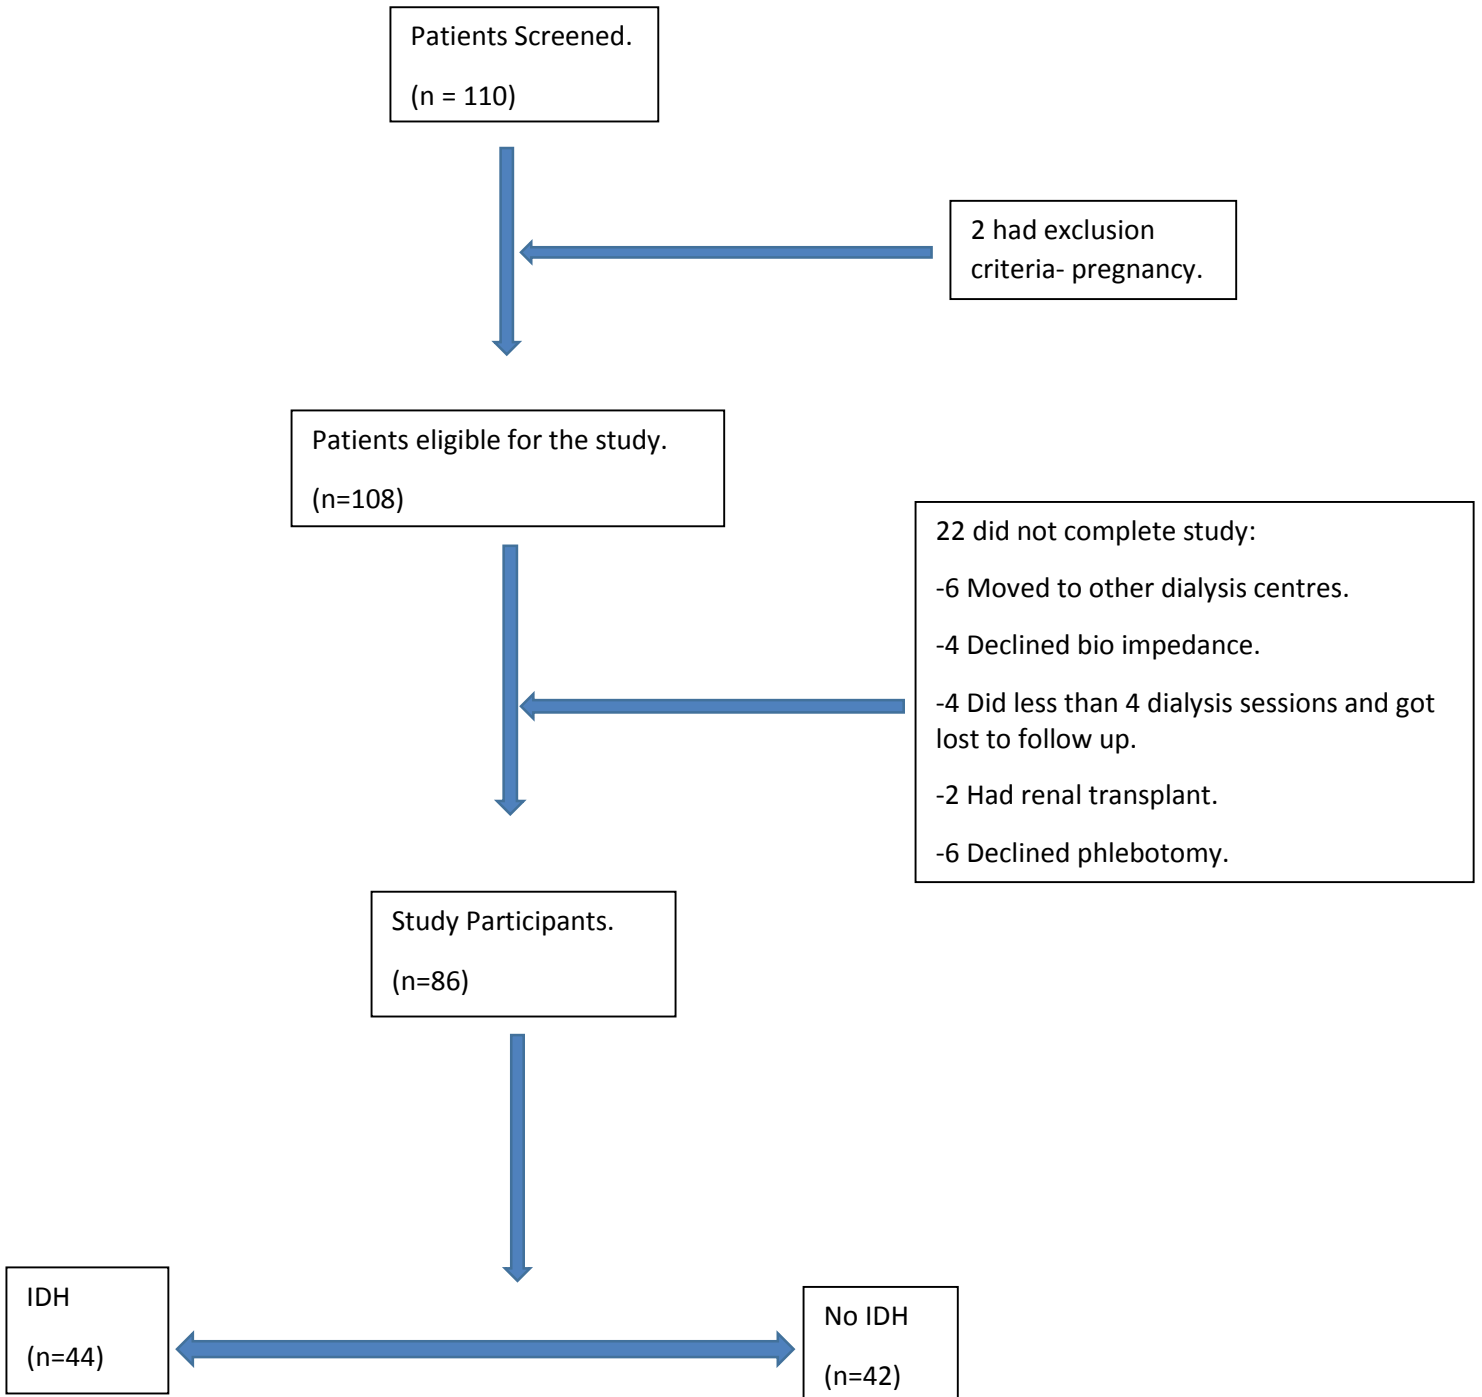 Patients Screened.
(n = 110)
2 had exclusion
criteria- pregnancy.
Patients eligible for the study.
(n=108)
22 did not complete study:
-6 Moved to other dialysis centres.
-4 Declined bio impedance.
-4 Did less than 4 dialysis sessions and got
lost to follow up.
-2 Had renal transplant.
-6 Declined phlebotomy.
Study Participants.
(n=86)
IDH
(n=44)
No IDH
(n=42)